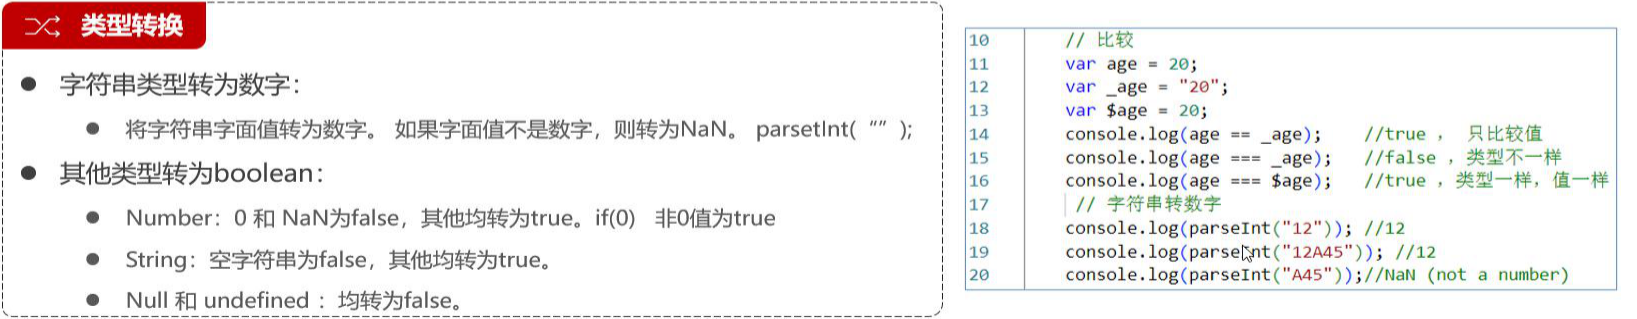 类型转换
● 字符串类型转为数字：
● 将字符串字面值转为数字。 如果字面值不是数字，则转为NaN。 parsetInt( “” );
● 其他类型转为boolean：
● Number：0 和 NaN为false，其他均转为true。if(0) 非0值为true
● String：空字符串为false，其他均转为true。
● Null 和 undefined ：均转为false。
10 // 比较
11 var age = 20;
12 var _age = "20";
13 var $age = 20;
14 console.log(age == _age); //true ， 只比较值
15 console.log(age === _age); //false ，类型不一样
16 console.log(age === $age); //true ，类型一样，值一样
17 // 字符串转数字
18 console.log(parseInt("12")); //12
19 console.log(parseInt("12A45")); //12
20 console.log(parseInt("A45"));//NaN (not a number)